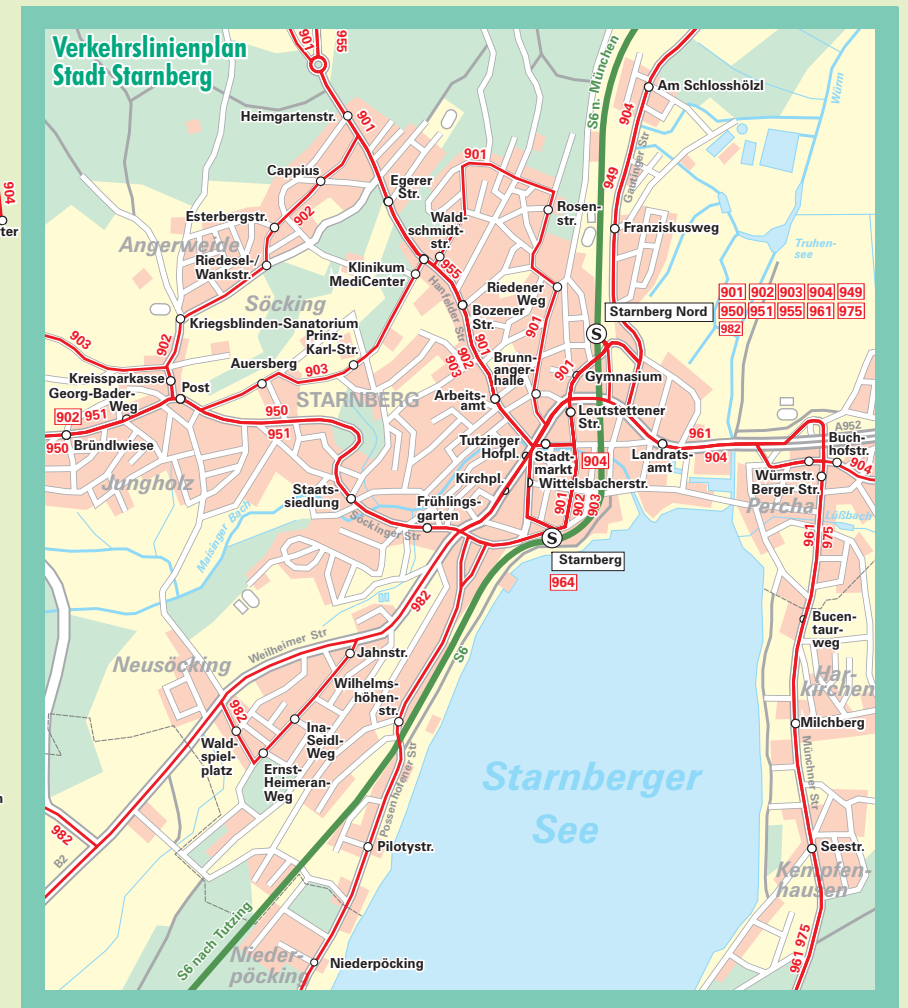 Verkehrslinienplan
Stadt Starnberg
901
955
S6 n. München
Am Schlosshölzl
Würm
Heimgartenstr.
901
904
901
Gautinger Str
Cappius
Egerer
Str.
949
904
ter
Esterbergstr.
902
Wald-
schmidt-
str.
Rosen-
str.
Franziskusweg
Angerweide
Riedesel-/
Wankstr.
Klinikum
MediCenter
955
Truhen-
see
Söcking
Hanfelder Str
Riedener
Weg
901 902 903 904 949
950 951 955 961 975
982
S
Starnberg Nord
Kriegsblinden-Sanatorium
Bozener
Str.
901
903
902
Prinz-
Karl-Str.
901
902
903
Brunn-
anger-
halle
901
Auersberg
903
Kreissparkasse
Gymnasium
Georg-Bader-
Weg
Post
STARNBERG
Arbeits-
amt
Leutstettener
Str.
902 951
950
951
961
A952
950
Bründlwiese
Tutzinger
Hofpl.
Stadt-
markt
904
Landrats-
amt
904
Buch-
hofstr.
904
Jungholz
Kirchpl.
Wittelsbacherstr.
Würmstr.
Berger Str.
Staats-
siedlung
Frühlings-
garten
901
902
903
Percha
Maisinger Bach
Söckinger Str
Lüßbach
961
975
S
Starnberg
964
982
Bucen-
taur-
weg
Weilheimer Str
S6
Neusöcking
Jahnstr.
Wilhelms-
höhen-
str.
Har-
kirchen
982
Ina-
Seidl-
Weg
Milchberg
Wald-
spiel-
platz
Ernst-
Heimeran-
Weg
Possenhofener Str
Starnberger
See
Münchner Str
n
982
B2
Pilotystr.
Seestr.
Kempfen-
hausen
S6 nach Tutzing
Nieder-
pöcking
Niederpöcking
961 975